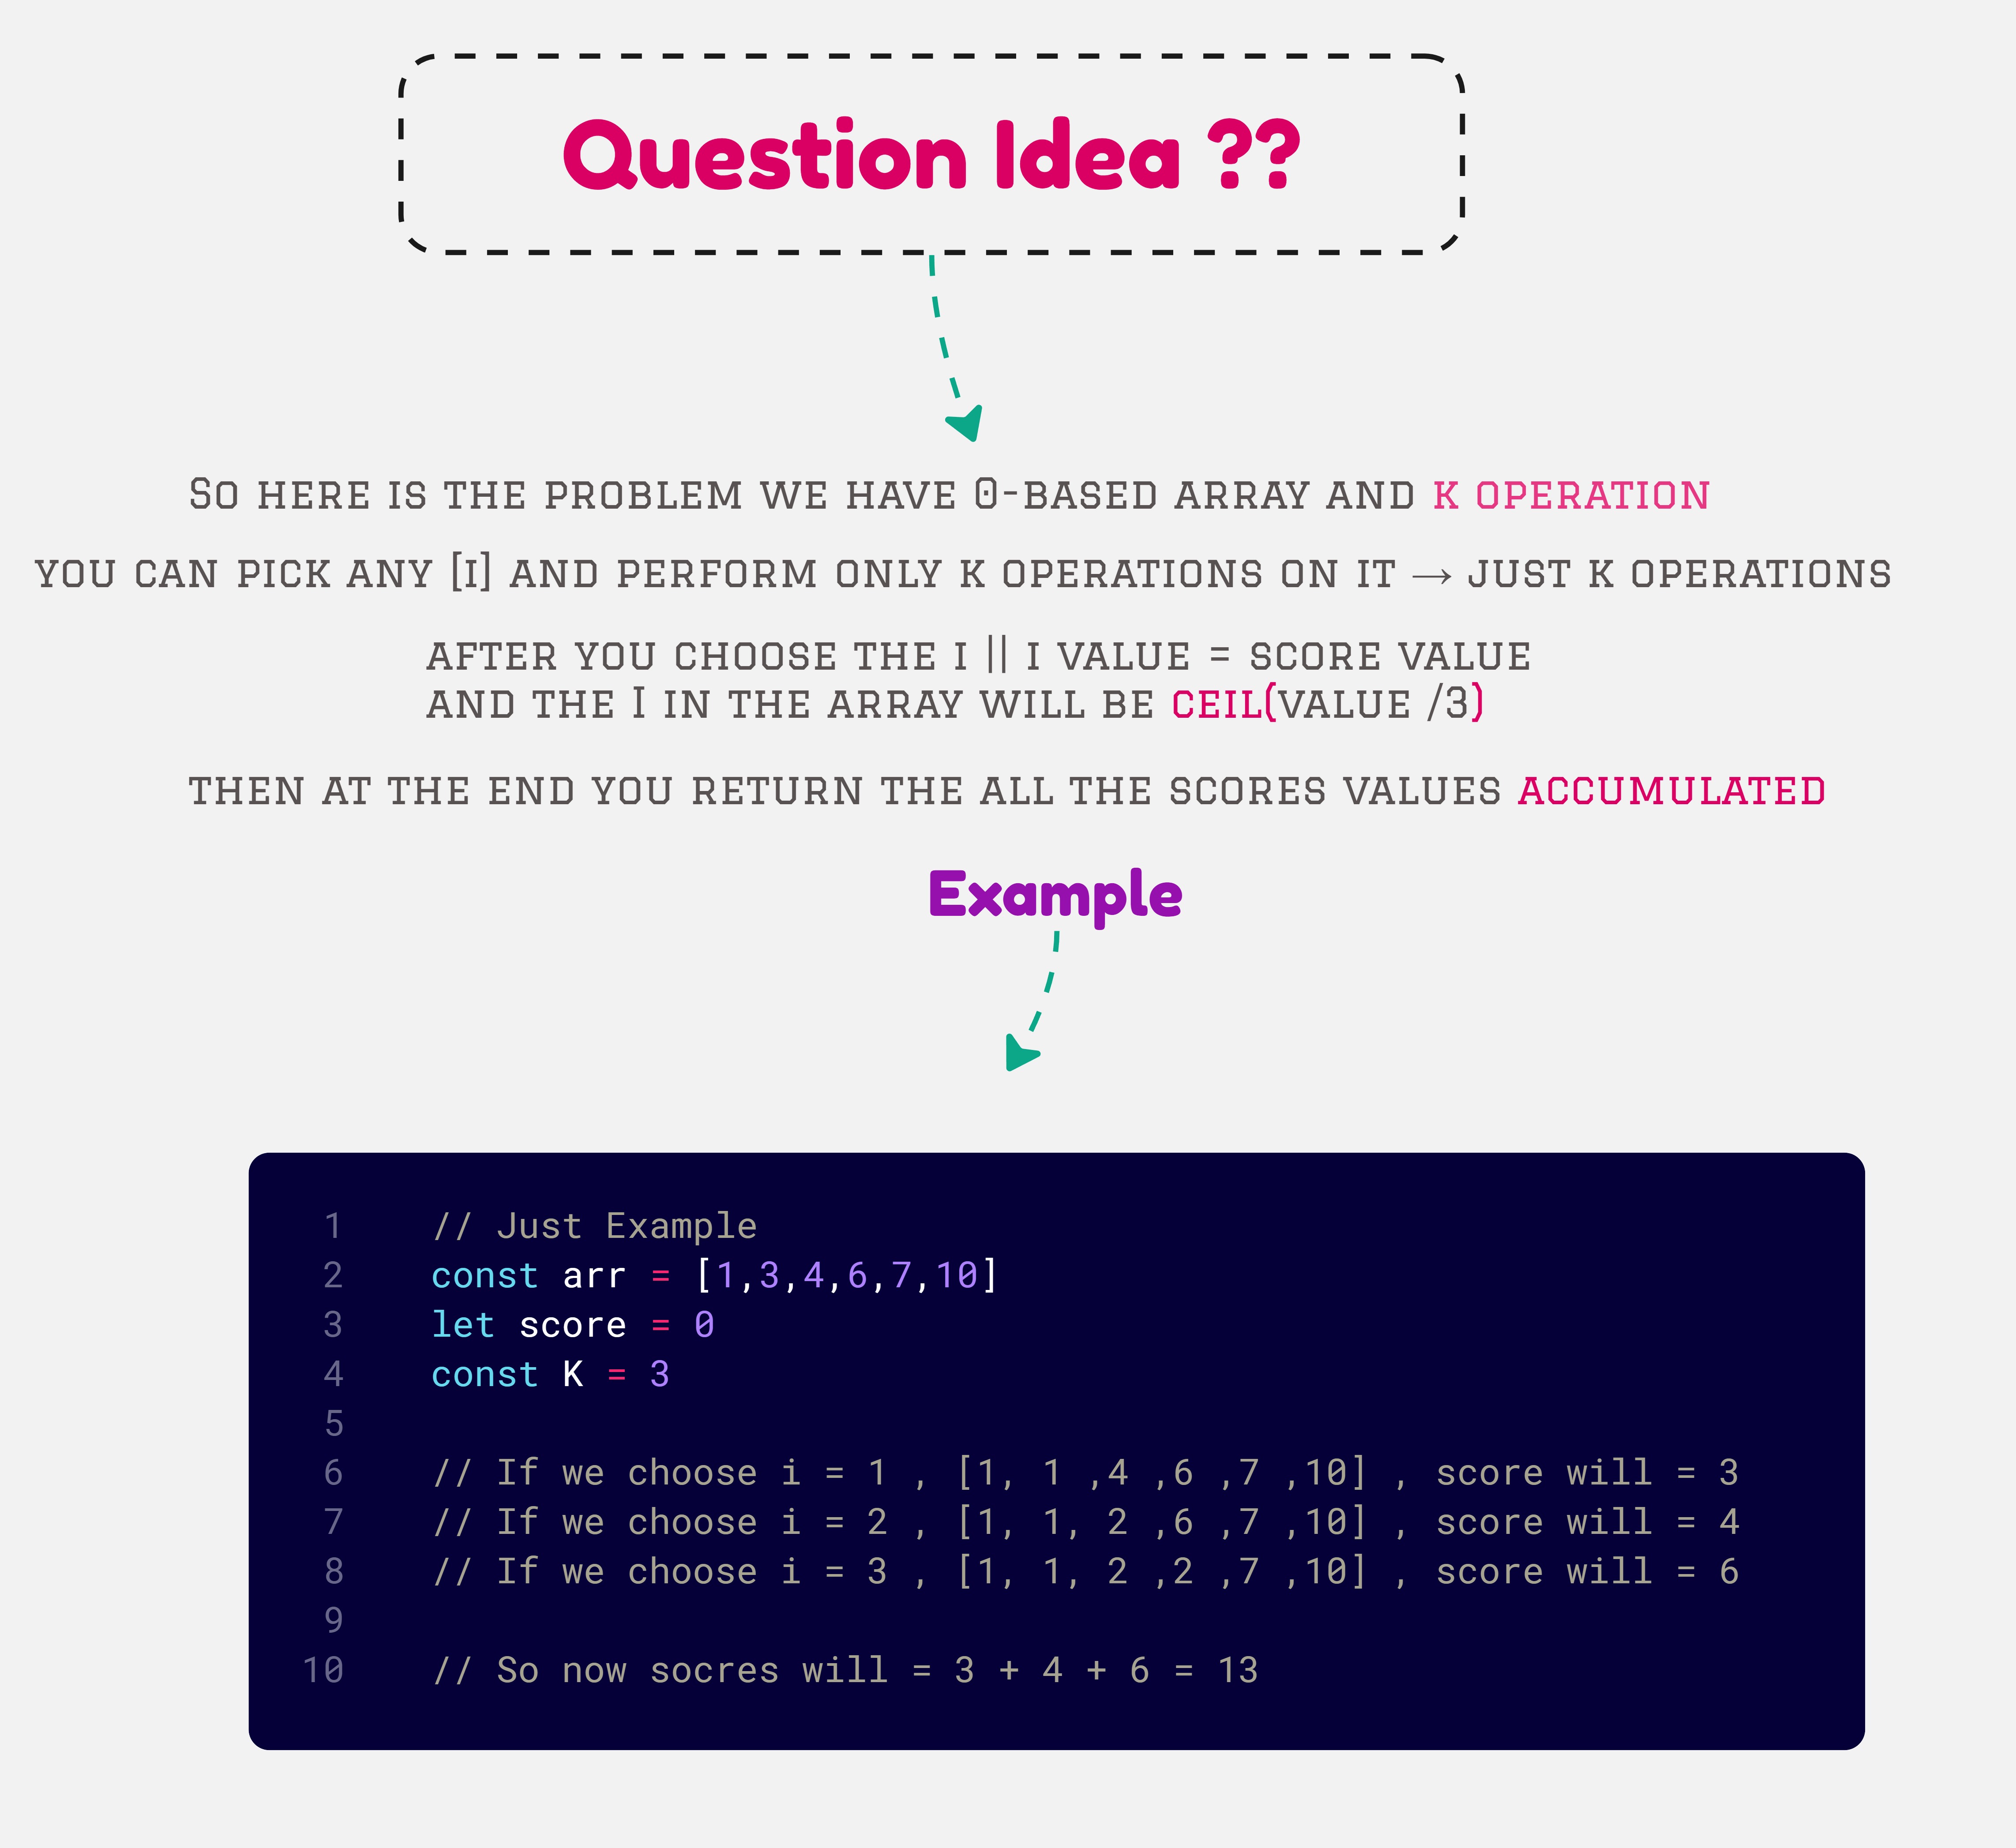 Question Idea ??
So here is the problem we have 0-based array and k operation
you can pick any [i] and perform only k operations on it → just k operations
after you choose the i || i value = score value
and the I in the array will be ceil(value /3)
then at the end you return the all the scores values accumulated
Example
1 // Just Example
2 const arr = [1,3,4,6,7,10]
3 let score = 0
4 const K = 3
5
6 // If we choose i = 1 , [1, 1 ,4 ,6 ,7 ,10] , score will = 3
7 // If we choose i = 2 , [1, 1, 2 ,6 ,7 ,10] , score will = 4
8 // If we choose i = 3 , [1, 1, 2 ,2 ,7 ,10] , score will = 6
9
10 // So now socres will = 3 + 4 + 6 = 13